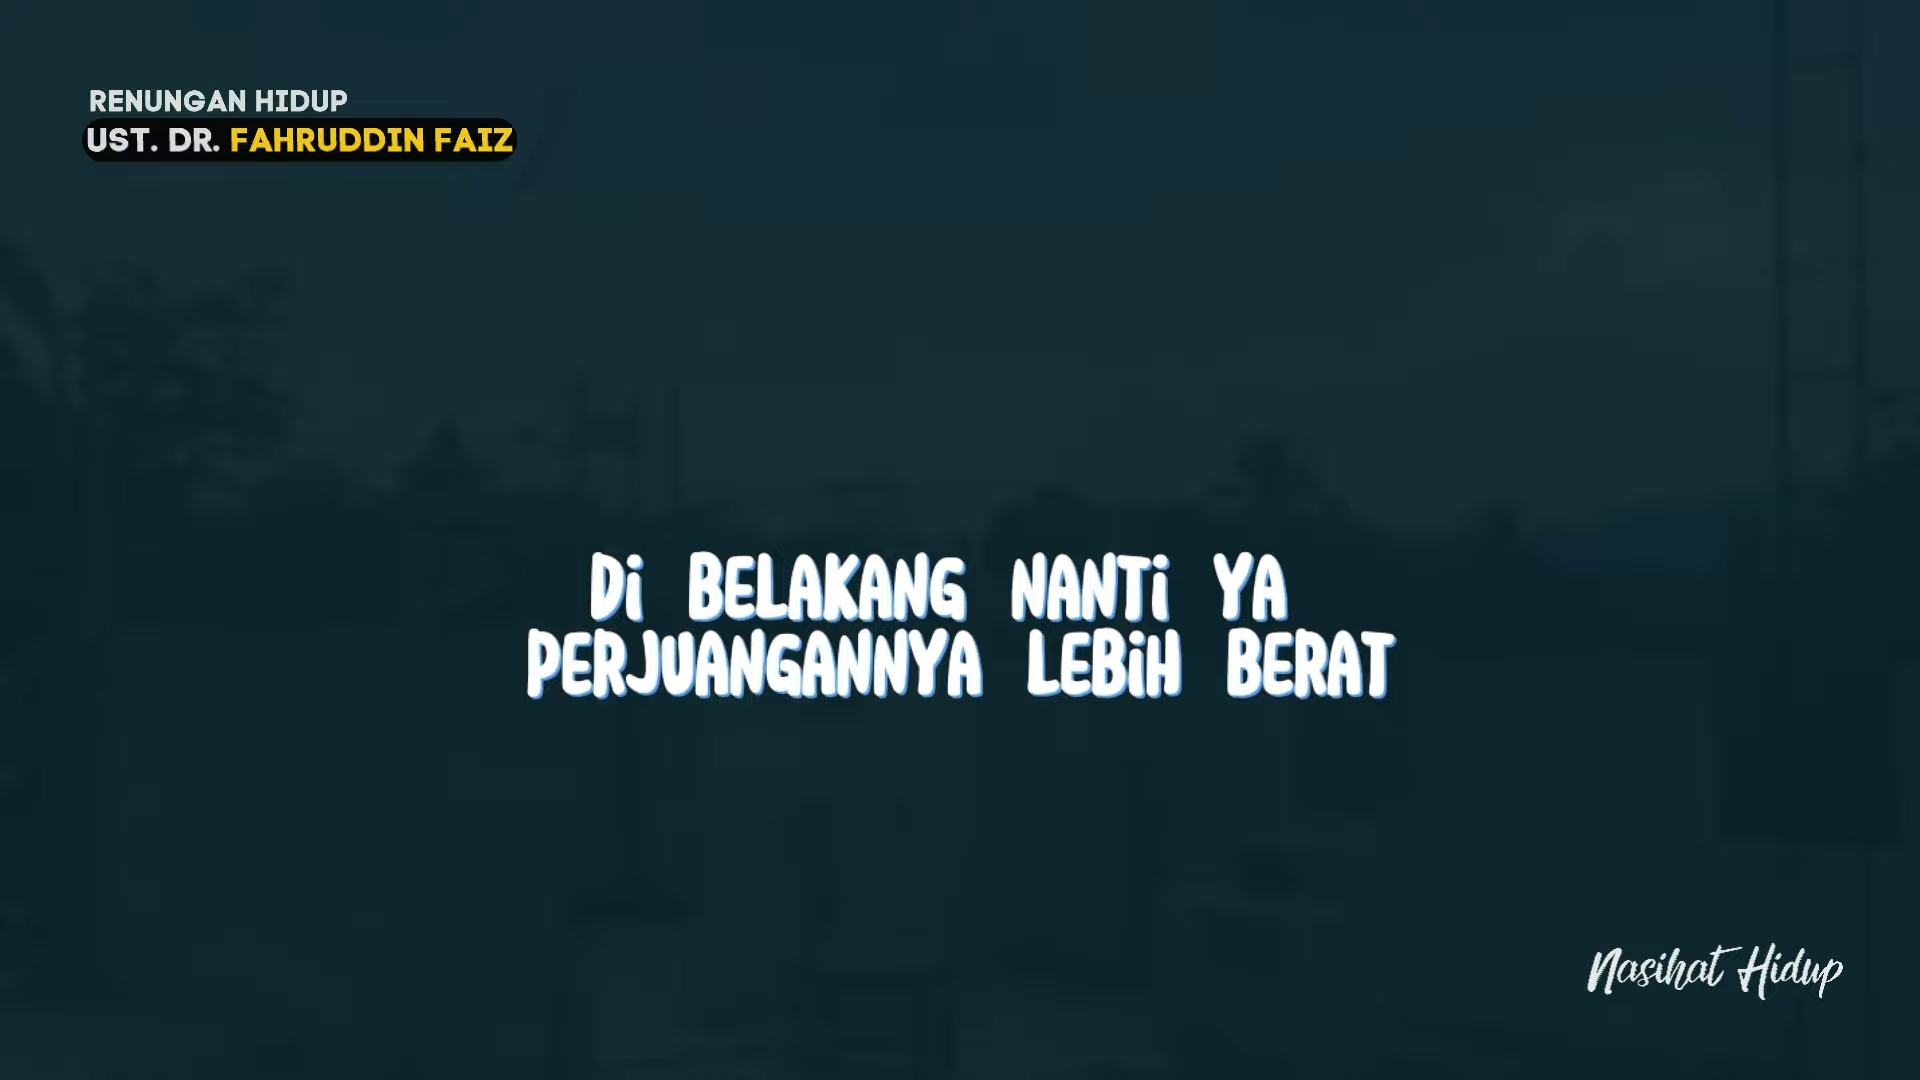 RENUNGAN HIDUP
UST. DR. FAHRUDDIN FAIZ
Di BELAKANG NANTi YA
PERJUANGANNYA LEBiH BERAT
Nasihat Hidup